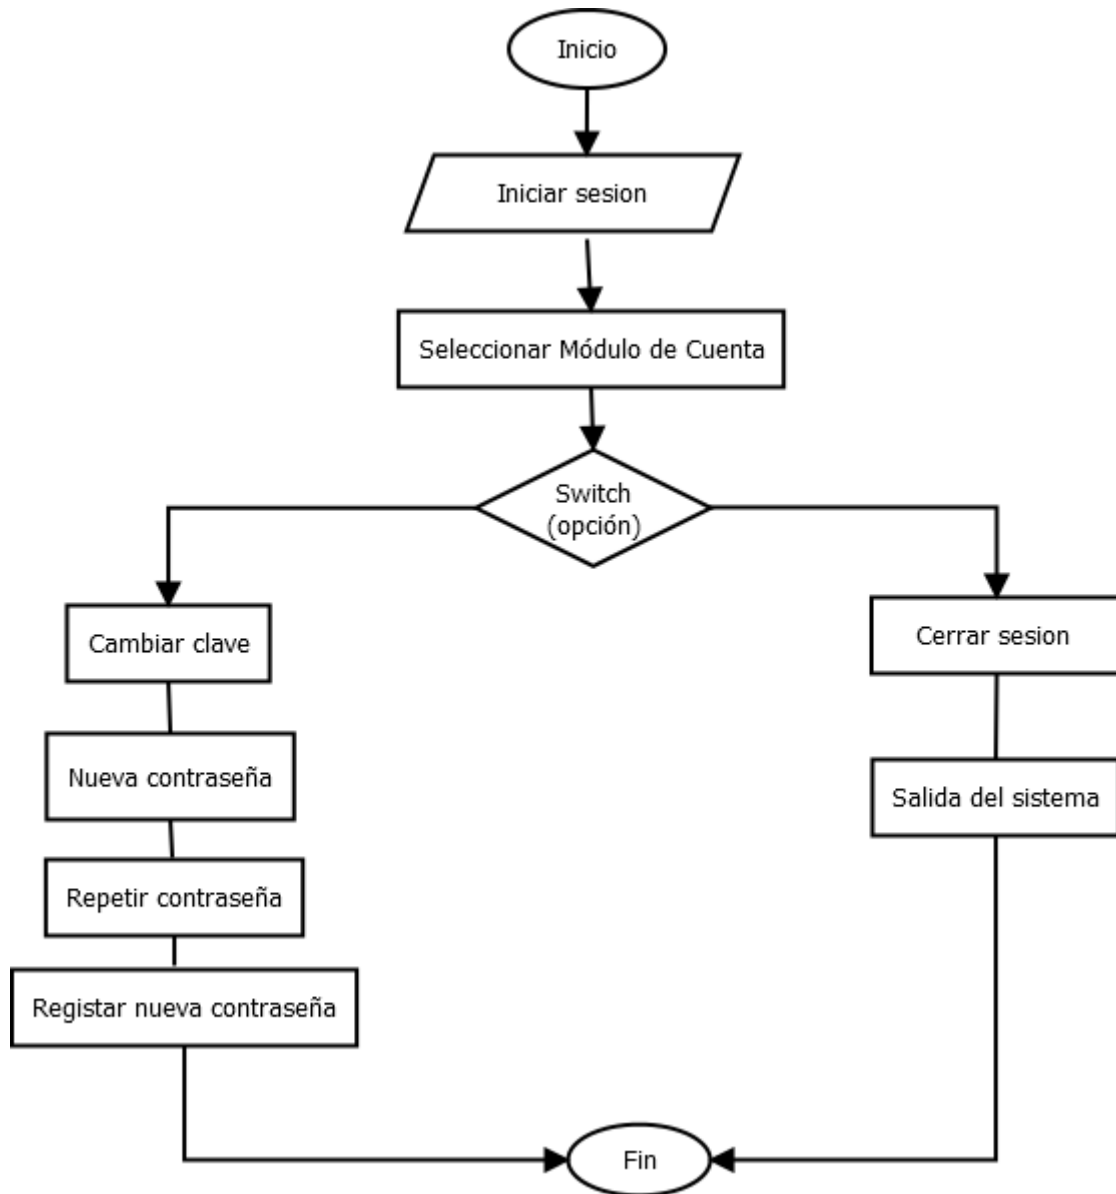 Inicio
Iniciar sesion
Seleccionar Módulo de Cuenta
Switch
(opción)
Cambiar clave
Nueva contraseña
Repetir contraseña
Registar nueva contraseña
Cerrar sesion
Salida del sistema
Fin